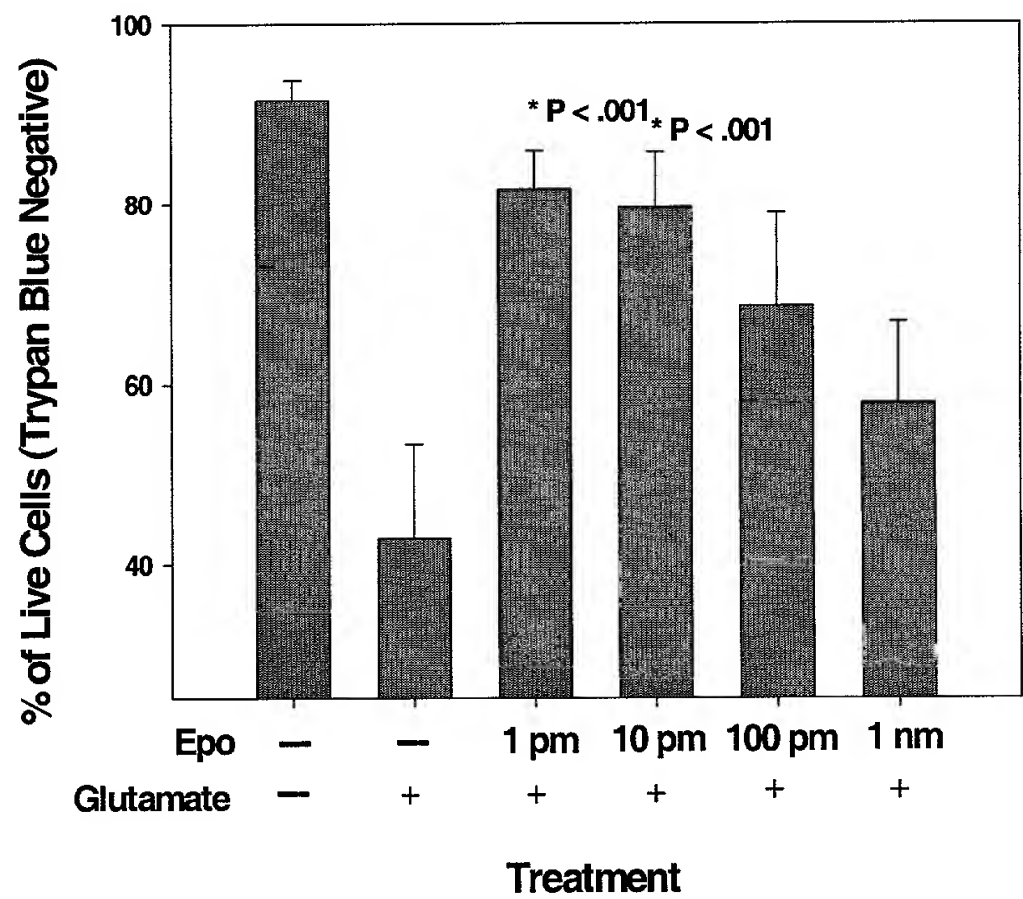 % of Live Cells (Trypan Blue Negative)
100
80
60
40
* P < .001
* P < .001
Epo — — 1 pm 10 pm 100 pm 1 nm
Glutamate — + + + + +
Treatment